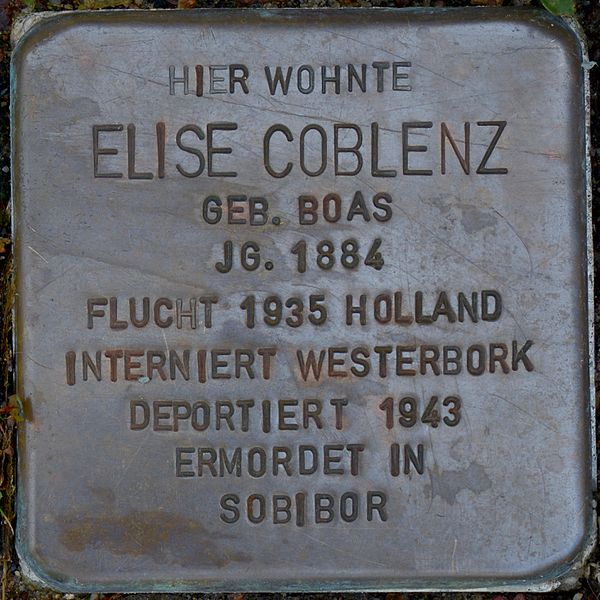 HIER WOHNTE
ELISE COBLENZ
GEB. BOAS
JG. 1884
FLUCHT 1935 HOLLAND
INTERNIERT WESTERBORK
DEPORTIERT 1943
ERMORDET IN
SOBIBOR